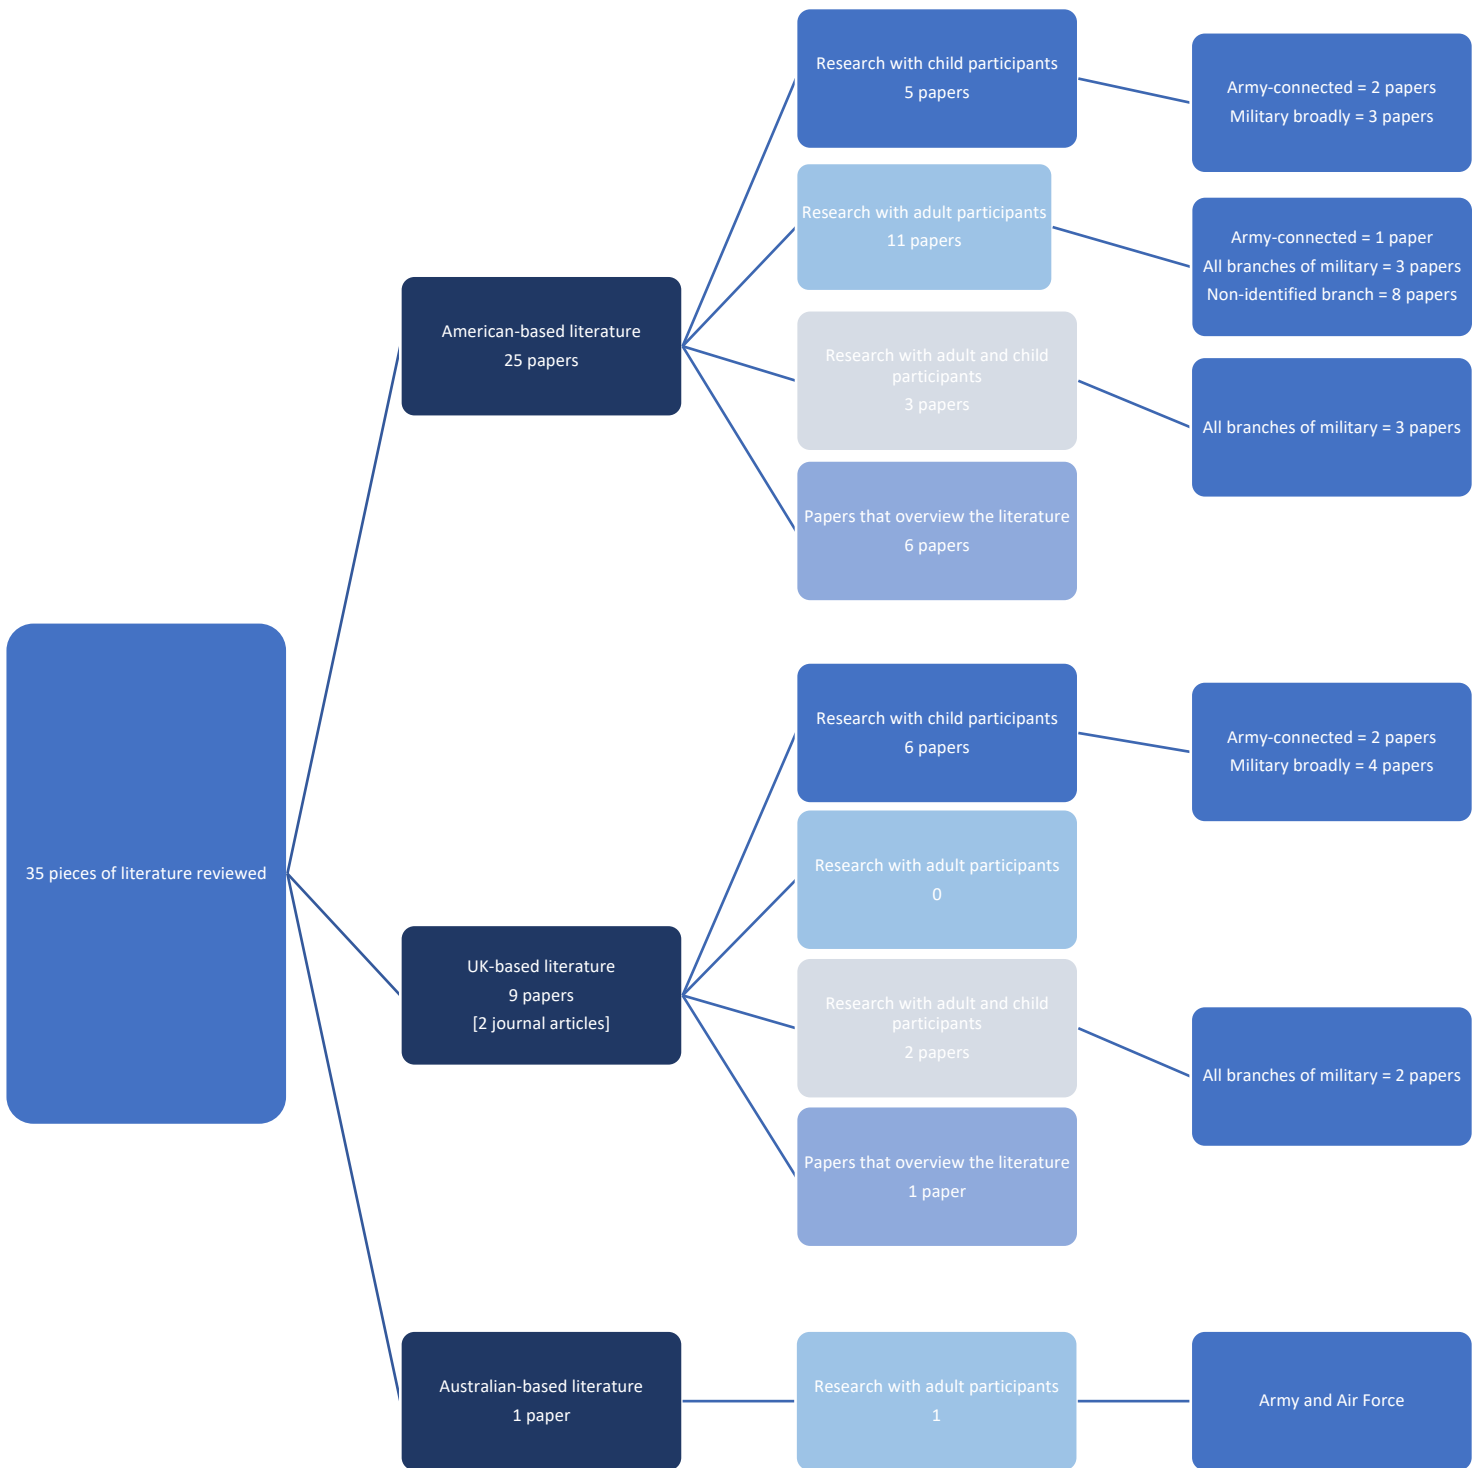 35 pieces of literature reviewed
American-based literature
25 papers
Research with child participants
5 papers
Army-connected = 2 papers
Military broadly = 3 papers
Research with adult participants
11 papers
Army-connected = 1 paper
All branches of military = 3 papers
Non-identified branch = 8 papers
Research with adult and child
participants
3 papers
All branches of military = 3 papers
Papers that overview the literature
6 papers
UK-based literature
9 papers
[2 journal articles]
Research with child participants
6 papers
Army-connected = 2 papers
Military broadly = 4 papers
Research with adult participants
0
Research with adult and child
participants
2 papers
All branches of military = 2 papers
Papers that overview the literature
1 paper
Australian-based literature
1 paper
Research with adult participants
1
Army and Air Force